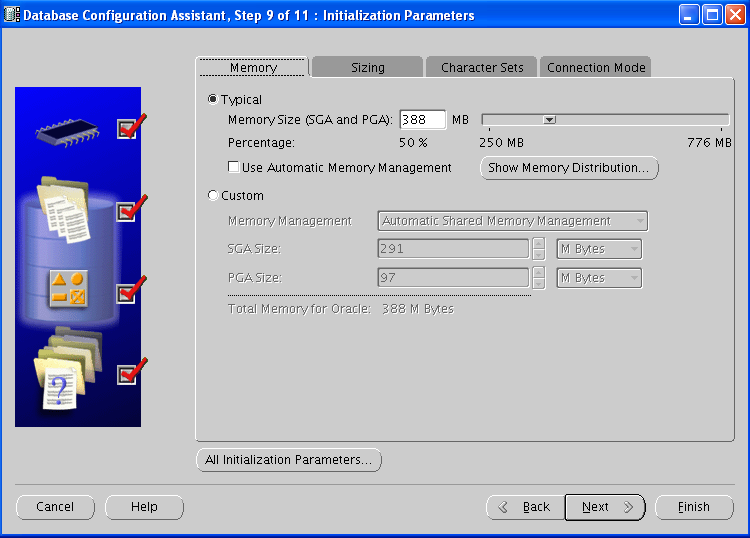 Database Configuration Assistant, Step 9 of 11 : Initialization Parameters
Memory Sizing Character Sets Connection Mode
Typical
Memory Size (SGA and PGA): 388 MB
Percentage: 50 % 250 MB 776 MB
Use Automatic Memory Management Show Memory Distribution...
Custom
Memory Management Automatic Shared Memory Management
SGA Size: 291 M Bytes
PGA Size: 97 M Bytes
Total Memory for Oracle: 388 M Bytes
?
All Initialization Parameters...
Cancel Help Back Next Finish